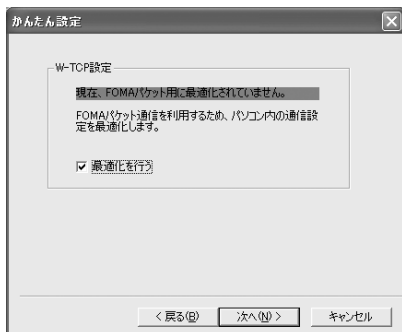 かんたん設定
W-TCP設定
現在、FOMAパケット用に最適化されていません。
FOMAパケット通信を利用するため、パソコン内の通信設
定を最適化します。
最適化を行う
< 戻る(B)
次へ(N) >
キャンセル